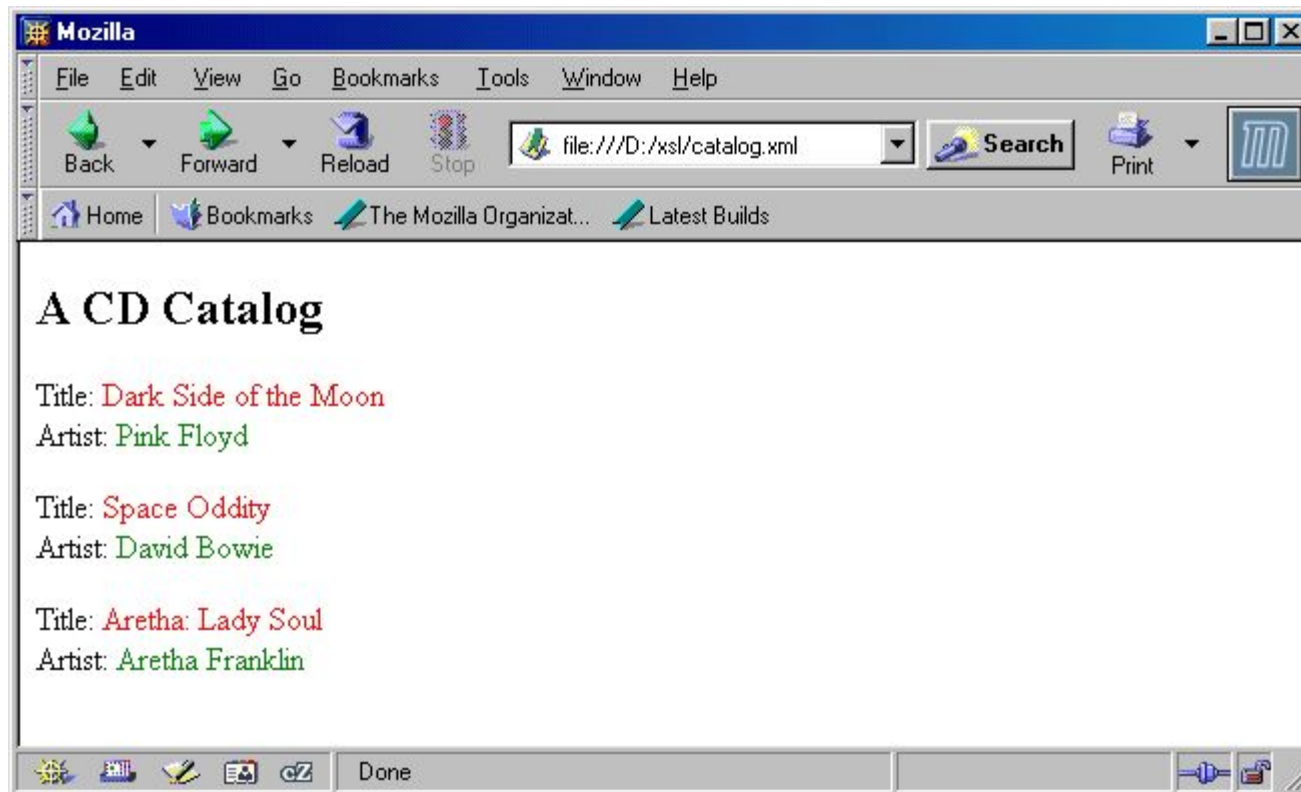 Mozilla
File Edit View Go Bookmarks Tools Window Help
Back Forward Reload Stop file:///D:/xsl/catalog.xml Search Print
Home Bookmarks The Mozilla Organizat... Latest Builds
A CD Catalog
Title: Dark Side of the Moon
Artist: Pink Floyd
Title: Space Oddity
Artist: David Bowie
Title: Aretha: Lady Soul
Artist: Aretha Franklin
cZ Done